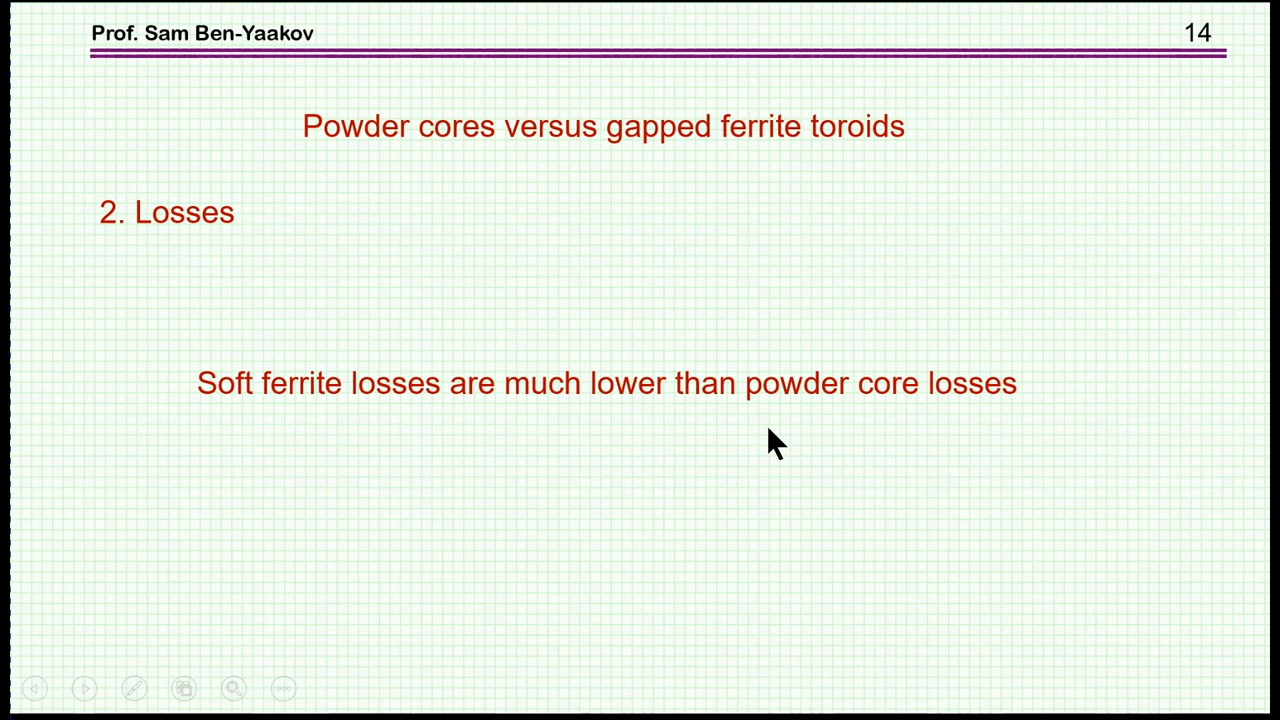 Prof. Sam Ben-Yaakov
14
Powder cores versus gapped ferrite toroids
2. Losses
Soft ferrite losses are much lower than powder core losses